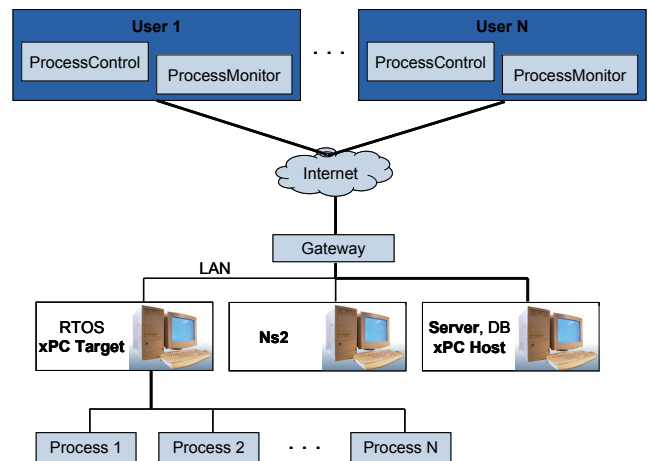 User 1
ProcessControl
ProcessMonitor
. . .
User N
ProcessControl
ProcessMonitor
Internet
Gateway
LAN
RTOS
xPC Target
Ns2
Server, DB
xPC Host
Process 1
Process 2
. . .
Process N